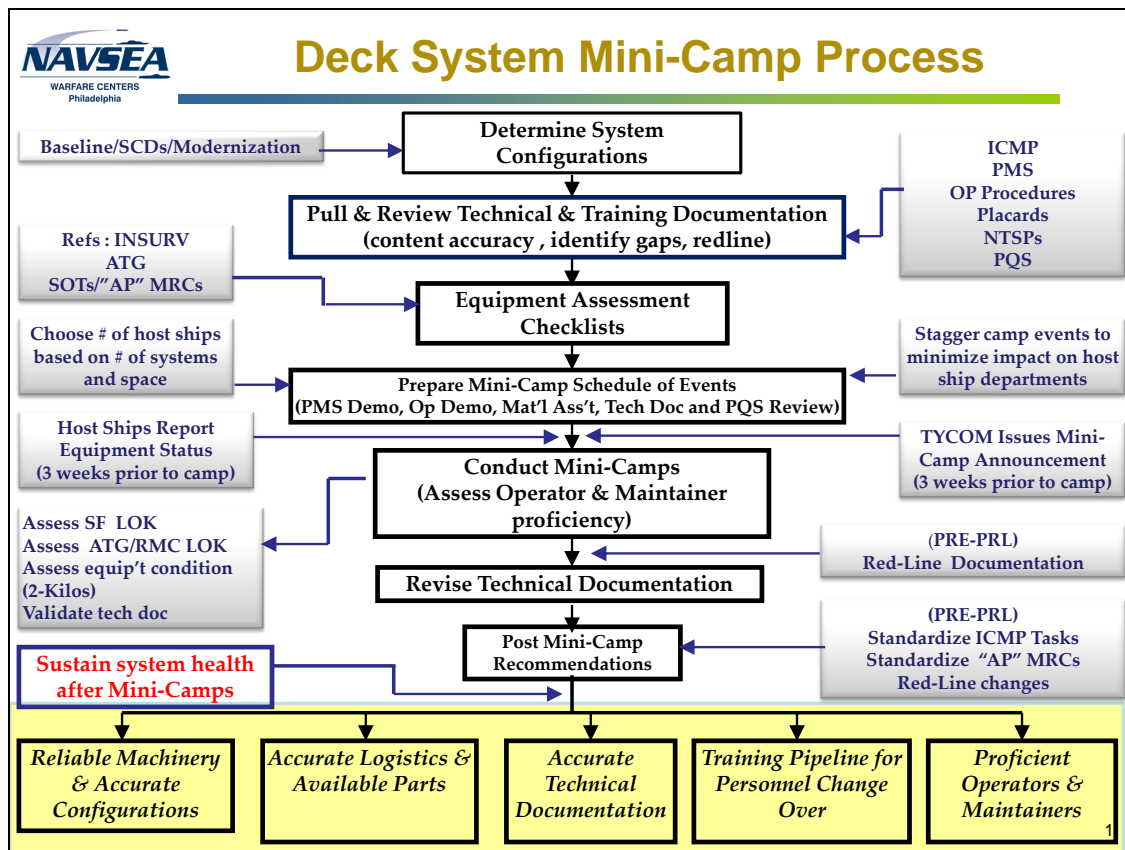 NAVSEA
WARFARE CENTERS
Philadelphia
Deck System Mini-Camp Process
Baseline/SCDs/Modernization
Determine System
Configurations
ICMP
PMS
OP Procedures
Placards
NTSPs
PQS
Pull & Review Technical & Training Documentation
(content accuracy , identify gaps, redline)
Refs : INSURV
ATG
SOTs/”AP” MRCs
Equipment Assessment
Checklists
Choose # of host ships
based on # of systems
and space
Stagger camp events to
minimize impact on host
ship departments
Prepare Mini-Camp Schedule of Events
(PMS Demo, Op Demo, Mat’l Ass’t, Tech Doc and PQS Review)
Host Ships Report
Equipment Status
(3 weeks prior to camp)
TYCOM Issues Mini-
Camp Announcement
(3 weeks prior to camp)
Conduct Mini-Camps
(Assess Operator & Maintainer
proficiency)
Assess SF LOK
Assess ATG/RMC LOK
Assess equip’t condition
(2-Kilos)
Validate tech doc
(PRE-PRL)
Red-Line Documentation
Revise Technical Documentation
Post Mini-Camp
Recommendations
(PRE-PRL)
Standardize ICMP Tasks
Standardize “AP” MRCs
Red-Line changes
Sustain system health
after Mini-Camps
Reliable Machinery
& Accurate
Configurations
Accurate Logistics &
Available Parts
Accurate
Technical
Documentation
Training Pipeline for
Personnel Change
Over
Proficient
Operators &
Maintainers
1